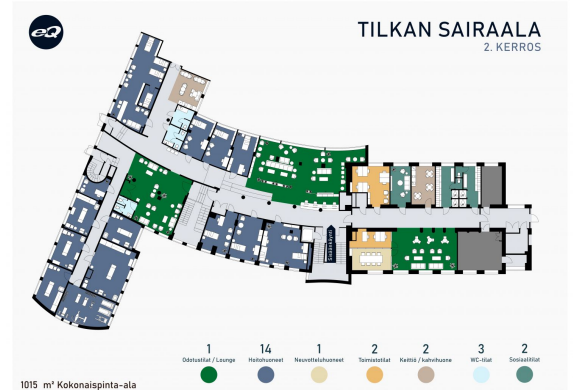 eQ
TILKAN SAIRAALA
2. KERROS
Sisäänkäynti
1
Odotustilat / Lounge
14
Hoitohuoneet
1
Neuvotteluhuoneet
2
Toimistotilat
2
Keittiö / kahvihuone
3
WC-tilat
2
Sosiaalitilat
1015 m² Kokonaispinta-ala